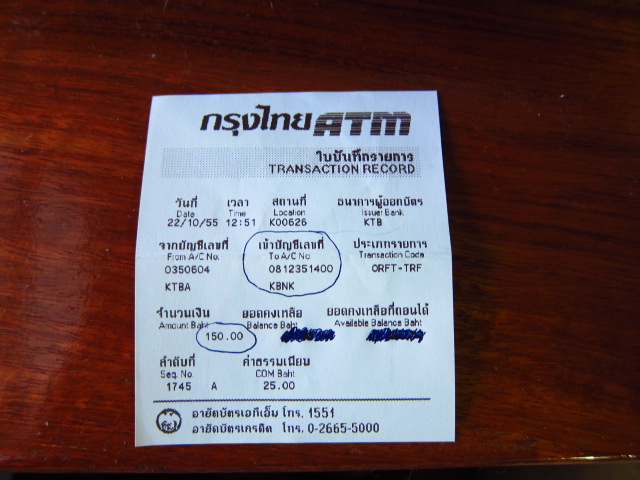 กรุงไทย ATM
ใบบันทึกรายการ
TRANSACTION RECORD
วันที่ เวลา สถานที่ ธนาคารผู้ออกบัตร
Date Time Location Issuer Bank
22/10/55 12:51 K00626 KTB
จากบัญชีเลขที่ เข้าบัญชีเลขที่ ประเภทรายการ
From A/C No. To A/C No. Transaction Code
0350604 0812351400 ORFT-TRF
KTBA KBNK
จำนวนเงิน ยอดคงเหลือ ยอดคงเหลือที่ถอนได้
Amount Baht Balance Baht Available Balance Baht
150.00
ลำดับที่ ค่าธรรมเนียม
Seq. No. COM Baht
1745 A 25.00
อายัดบัตรเอทีเอ็ม โทร. 1551
อายัดบัตรเครดิต โทร. 0-2665-5000